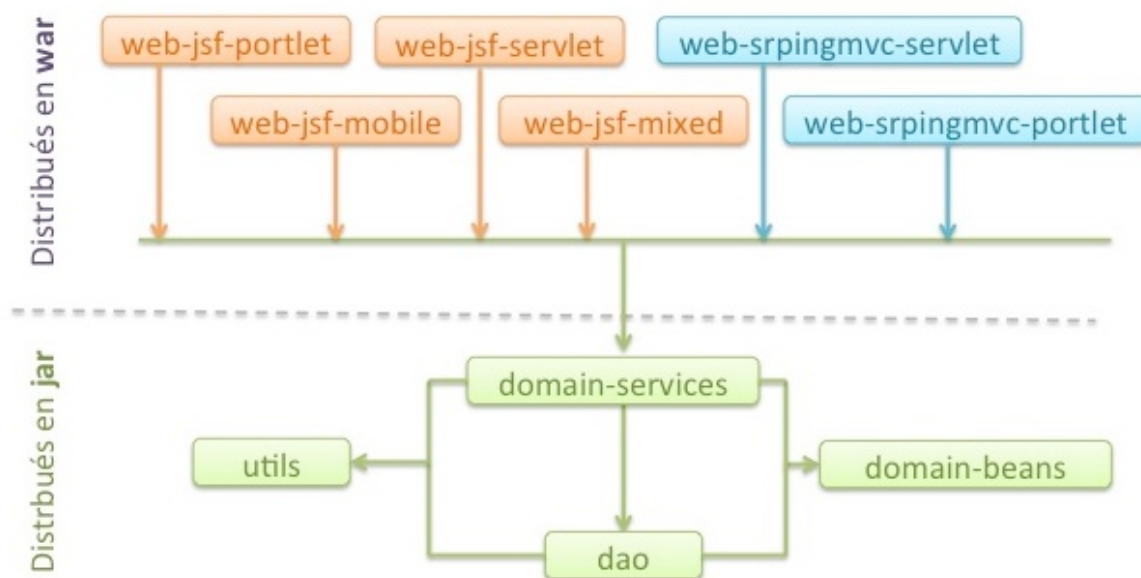 Distribués en war
web-jsf-portlet
web-jsf-servlet
web-srpingmvc-servlet
web-jsf-mobile
web-jsf-mixed
web-srpingmvc-portlet
Distrbués en jar
domain-services
utils
domain-beans
dao